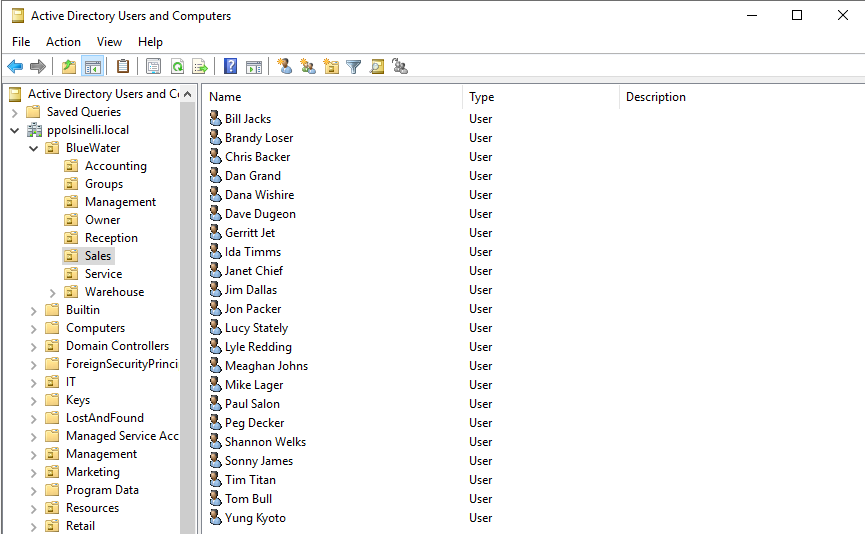 Active Directory Users and Computers
File Action View Help
Active Directory Users and C
Saved Queries
ppolsinelli.local
BlueWater
Accounting
Groups
Management
Owner
Reception
Sales
Service
Warehouse
Builtin
Computers
Domain Controllers
ForeignSecurityPrinci
IT
Keys
LostAndFound
Managed Service Acc
Management
Marketing
Program Data
Resources
Retail
Name Type Description
Bill Jacks User
Brandy Loser User
Chris Backer User
Dan Grand User
Dana Wishire User
Dave Dugeon User
Gerritt Jet User
Ida Timms User
Janet Chief User
Jim Dallas User
Jon Packer User
Lucy Stately User
Lyle Redding User
Meaghan Johns User
Mike Lager User
Paul Salon User
Peg Decker User
Shannon Welks User
Sonny James User
Tim Titan User
Tom Bull User
Yung Kyoto User